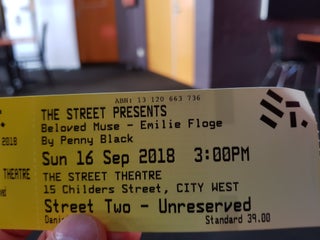 ABN: 13 120 663 736
THE STREET PRESENTS
Beloved Muse - Emilie Floge
By Penny Black
Sun 16 Sep 2018 3:00PM
THE STREET THEATRE
15 Childers Street, CITY WEST
Street Two - Unreserved
Standard 39.00
2018
THEATRE